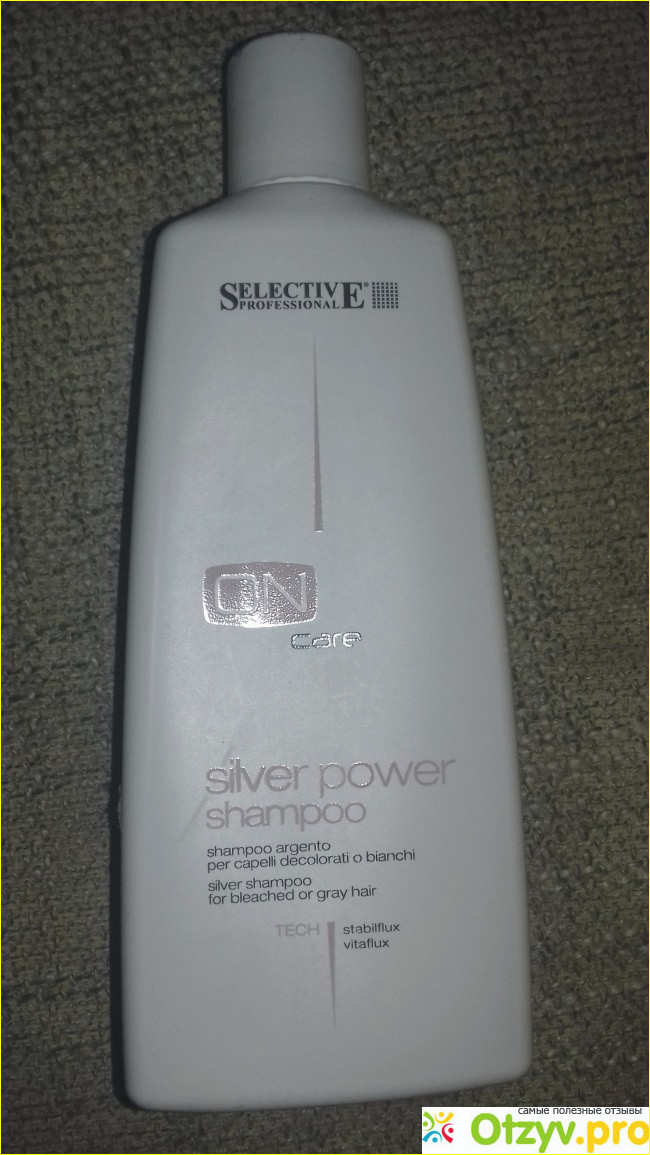 SELECTIVE®
PROFESSIONAL
ON
care
silver power
shampoo
shampoo argento
per capelli decolorati o bianchi
silver shampoo
for bleached or gray hair
TECH
stabilflux
vitaflux
самые полезные отзывы
Otzyv.pro